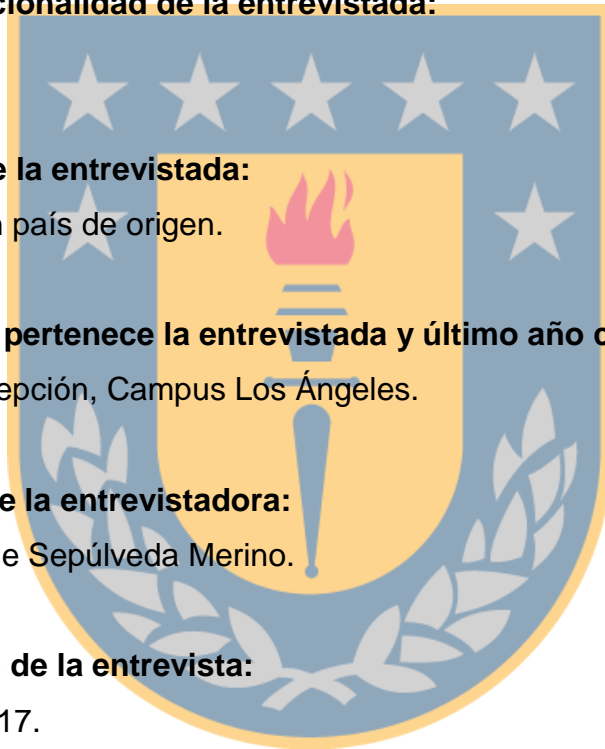 cionalidad de la entrevistada:
e la entrevistada:
país de origen.
pertenece la entrevistada y último año c
epción, Campus Los Ángeles.
e la entrevistadora:
e Sepúlveda Merino.
de la entrevista:
17.